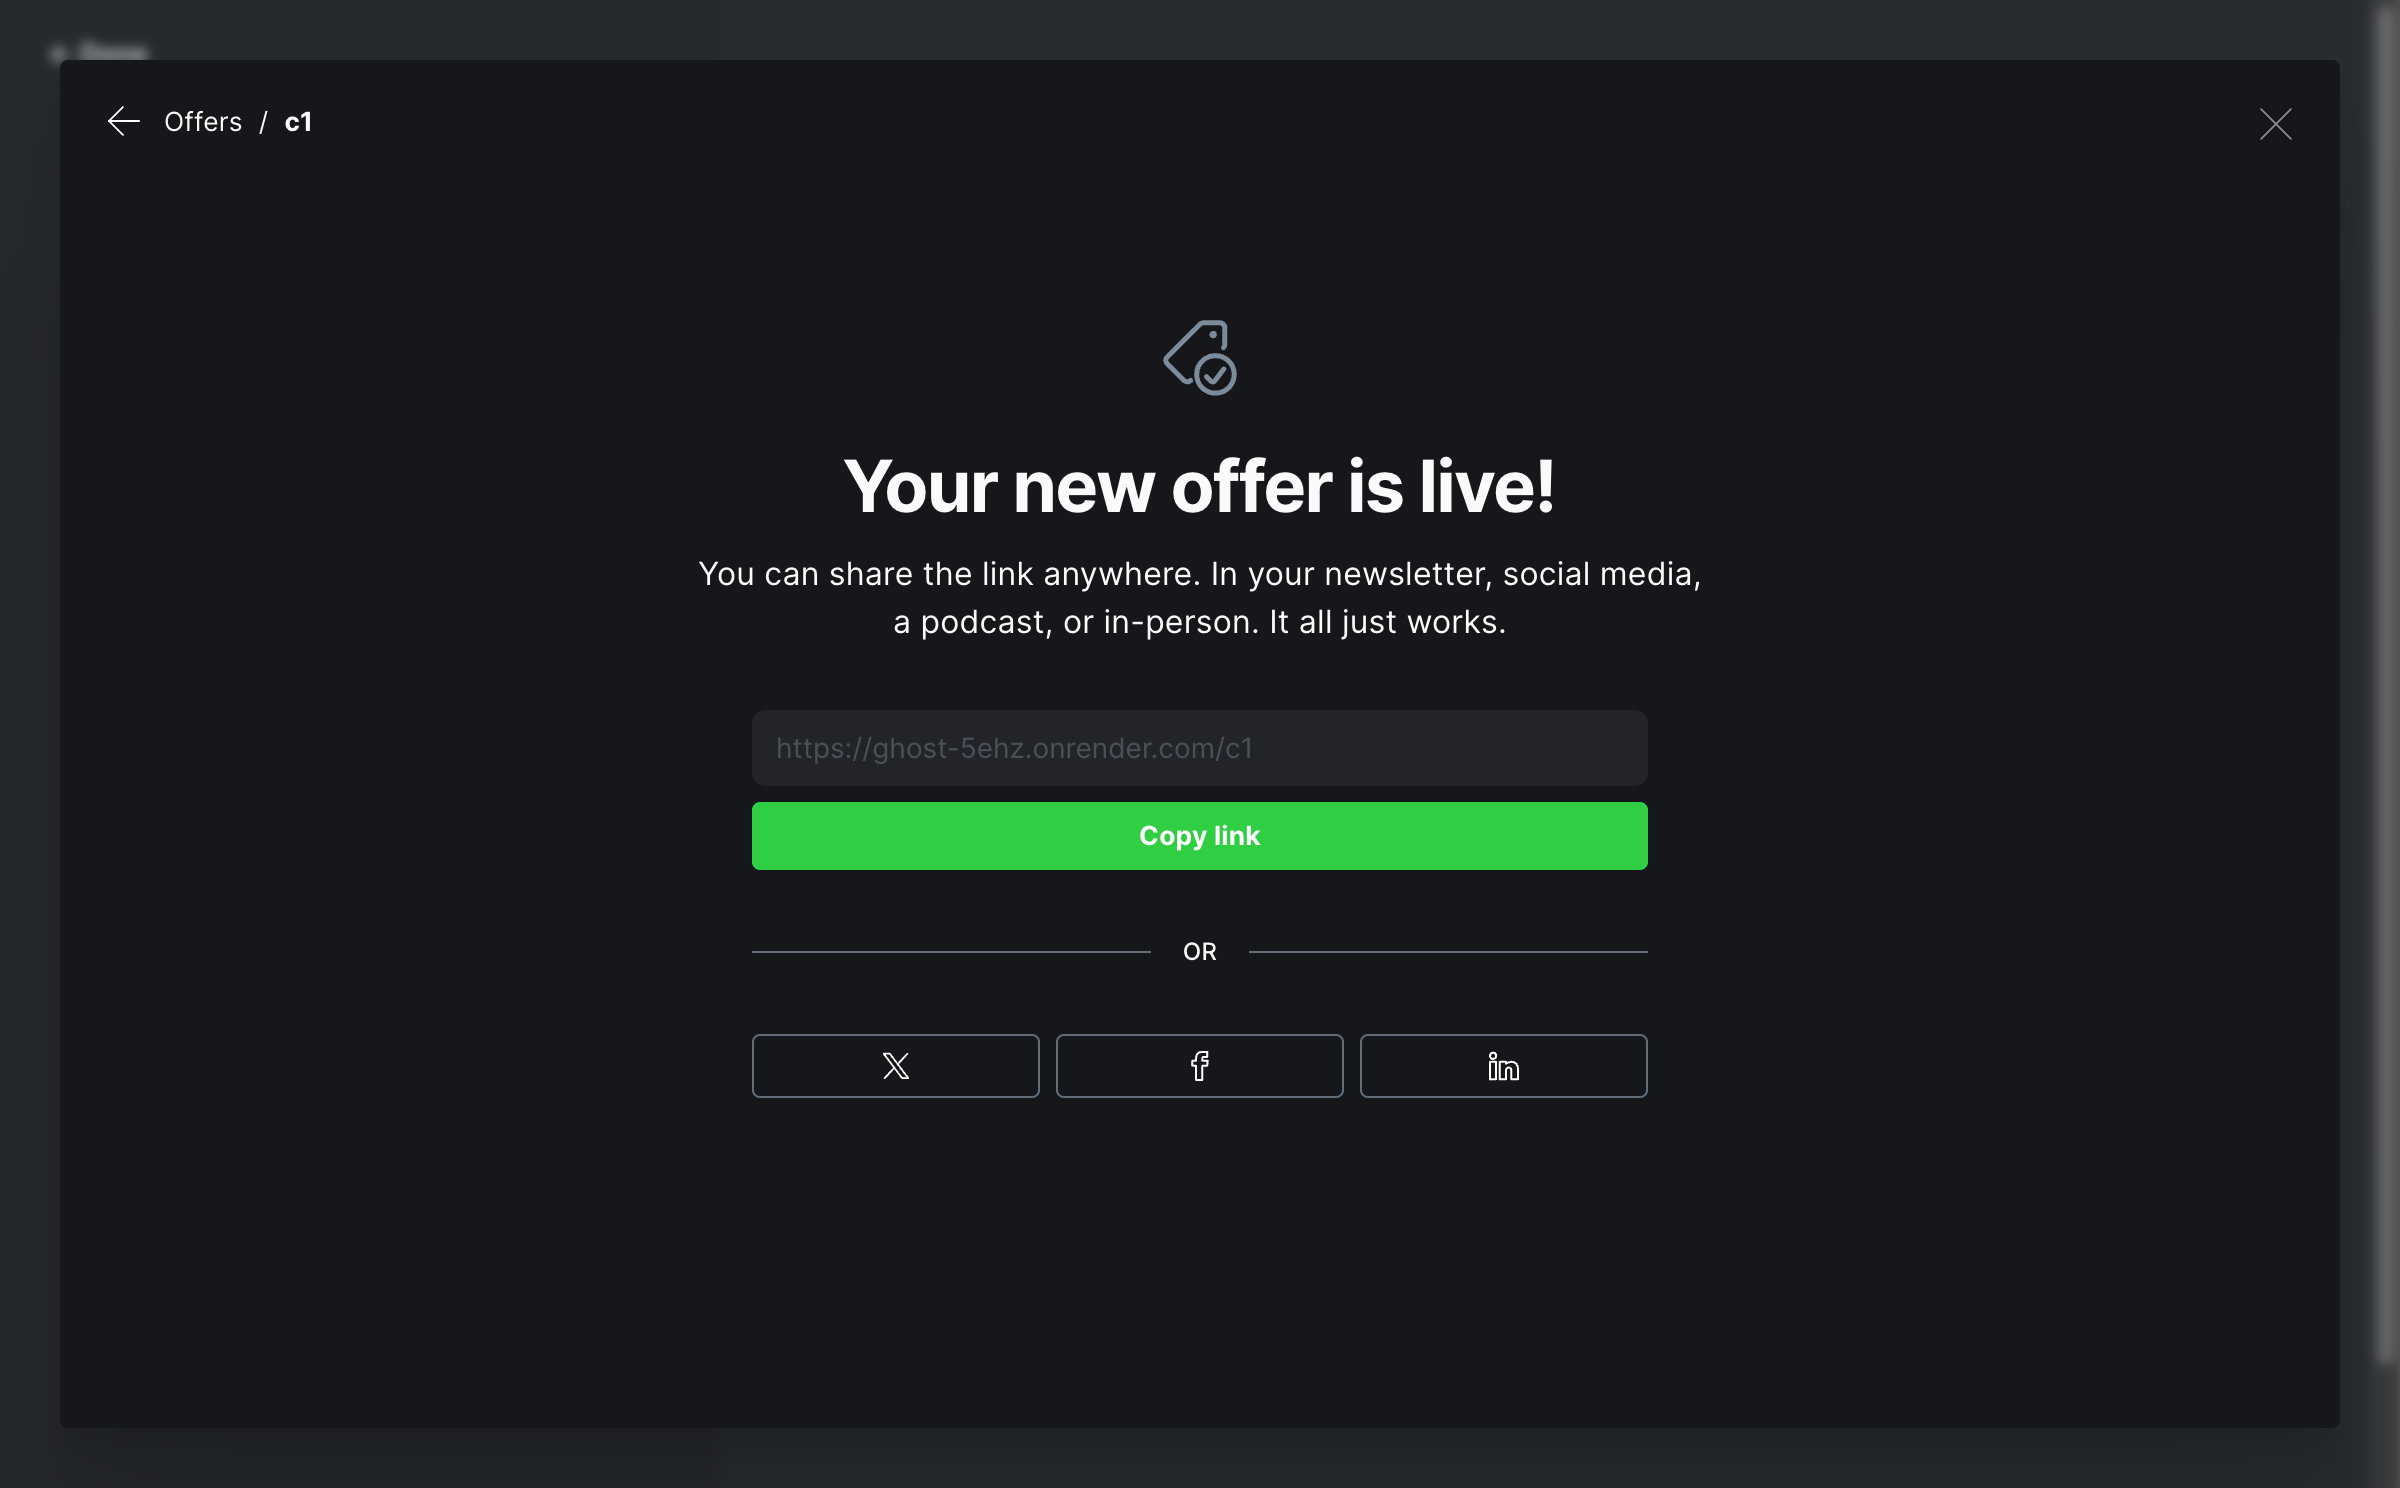 Offers / c1
Your new offer is live!
You can share the link anywhere. In your newsletter, social media,
a podcast, or in-person. It all just works.
https://ghost-5ehz.onrender.com/c1
Copy link
OR